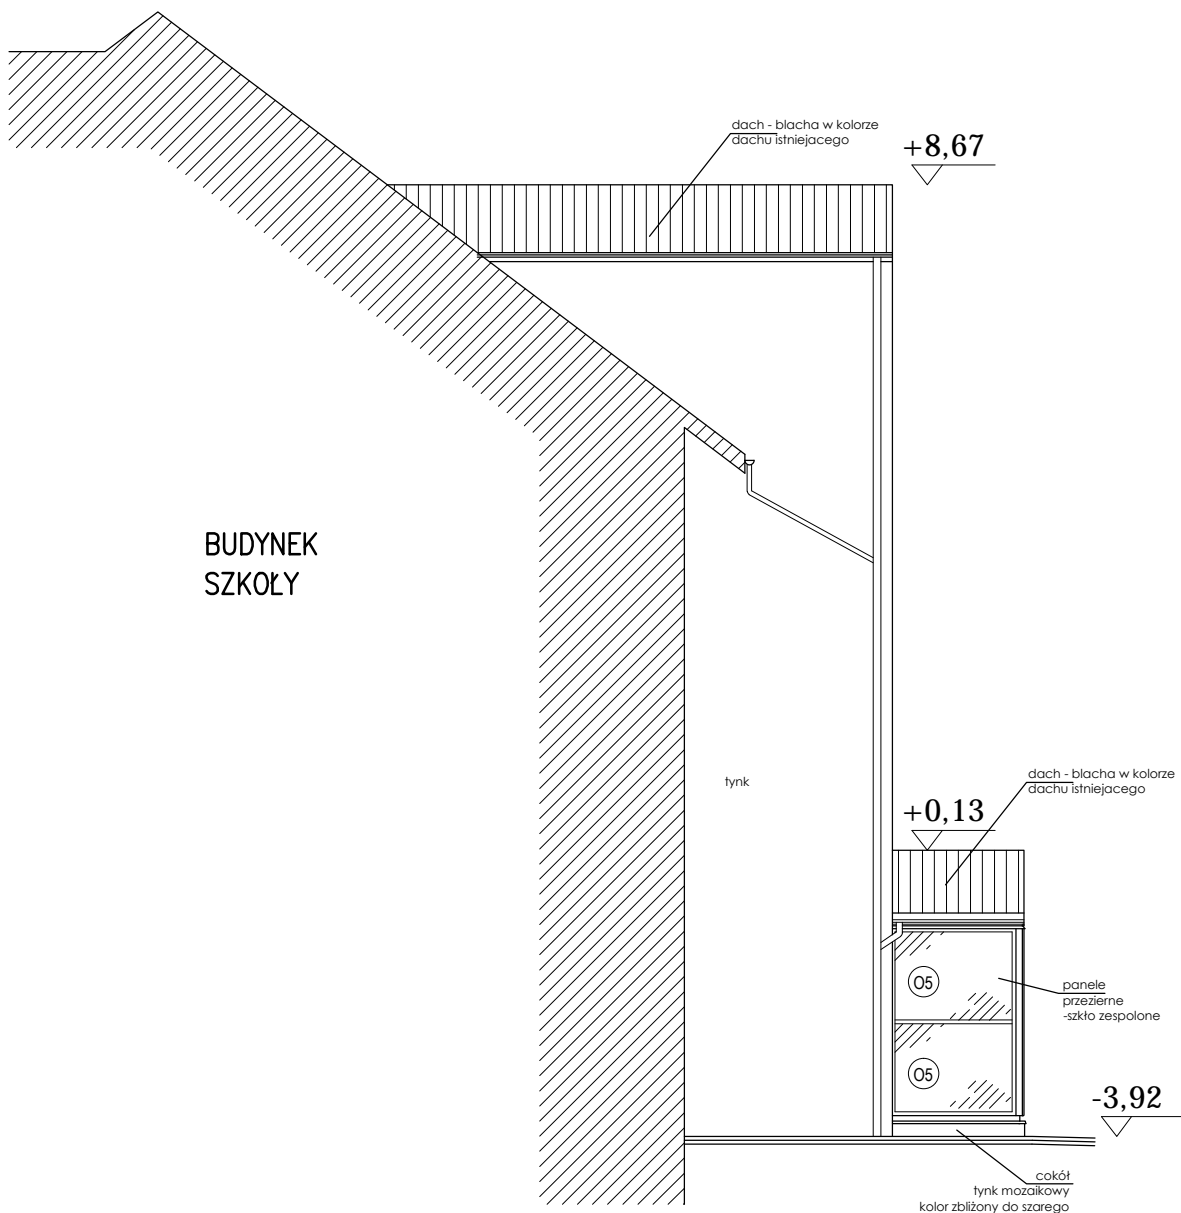 dach - blacha w kolorze
dachu istniejacego
+8,67
BUDYNEK
SZKOŁY
tynk
dach - blacha w kolorze
dachu istniejacego
+0,13
O5
panele
przezierne
-szkło zespolone
O5
-3,92
cokół
tynk mozaikowy
kolor zbliżony do szarego